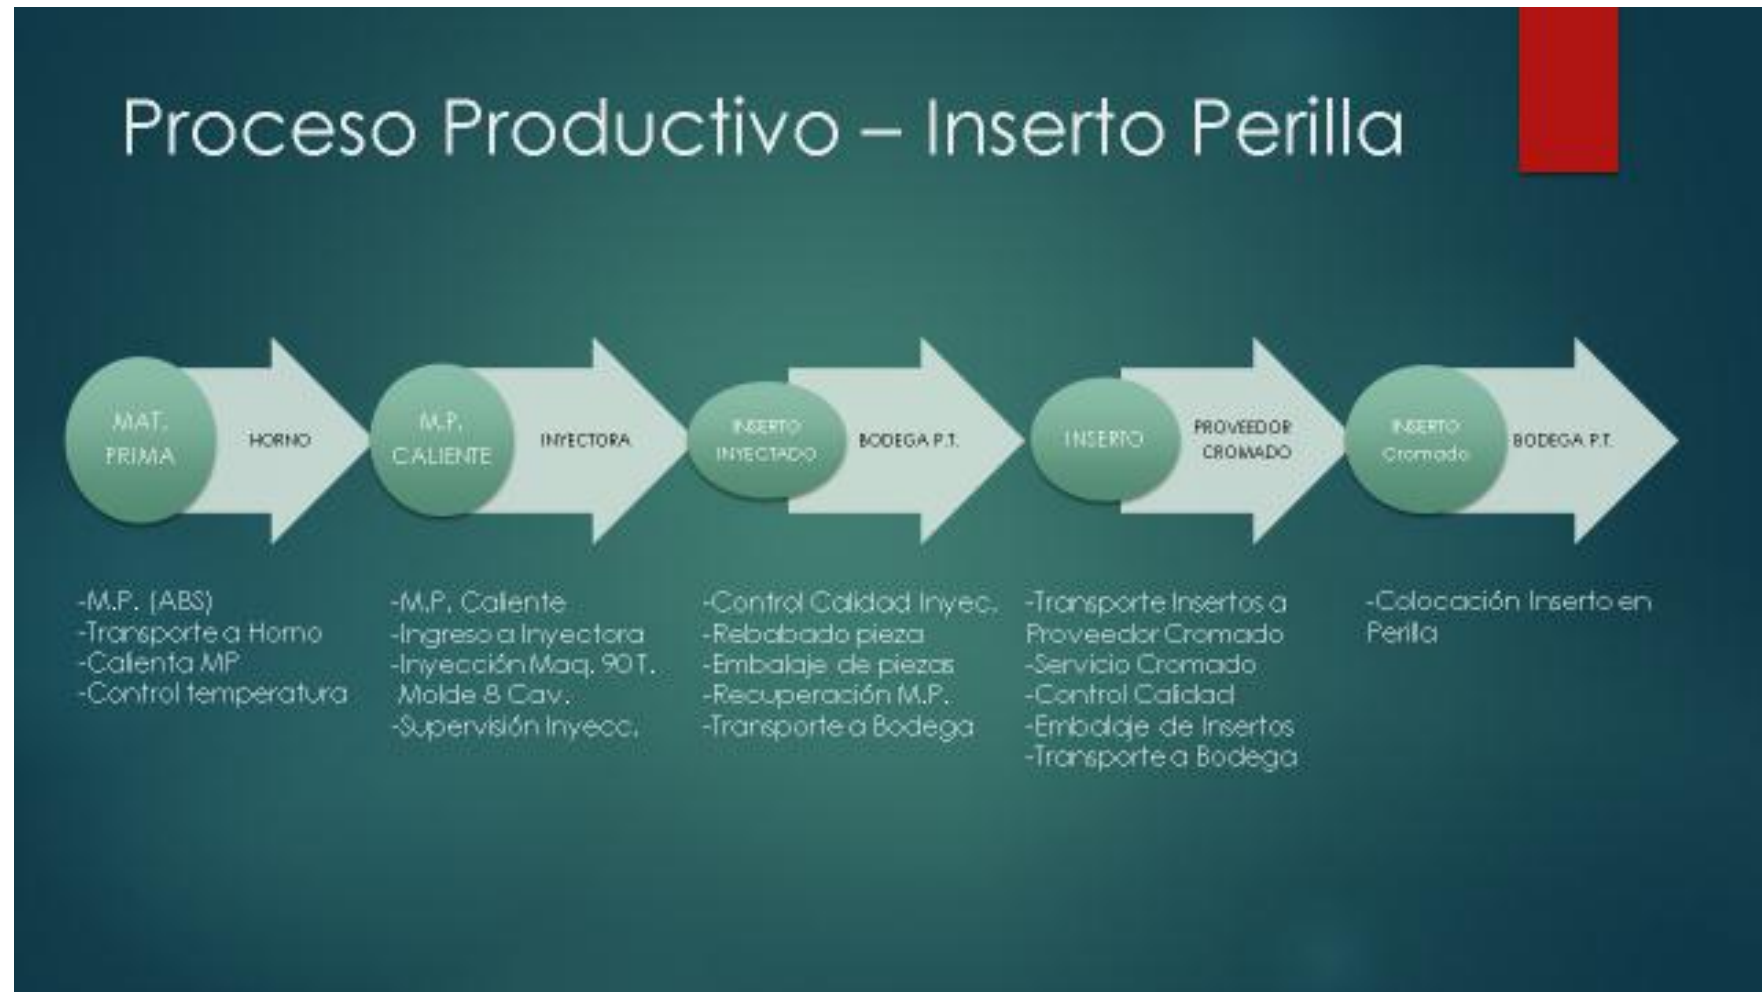 Proceso Productivo – Inserto Perilla
MAT.
PRIMA
HORNO
M.P.
CALIENTE
INYECTORA
INSERTO
INYECTADO
BODEGA P.T.
INSERTO
PROVEEDOR
CROMADO
INSERTO
Cromado
BODEGA P.T.
-M.P. (ABS)
-Transporte a Horno
-Calienta MP
-Control temperatura
-M.P. Caliente
-Ingreso a Inyectora
-Inyección Maq. 90T.
Molde 8 Cav.
-Supervisión Inyecc.
-Control Calidad Inyec.
-Rebabado pieza
-Embalaje de piezas
-Recuperación M.P.
-Transporte a Bodega
-Transporte Insertos a
Proveedor Cromado
-Servicio Cromado
-Control Calidad
-Embalaje de Insertos
-Transporte a Bodega
-Colocación Inserto en
Perilla